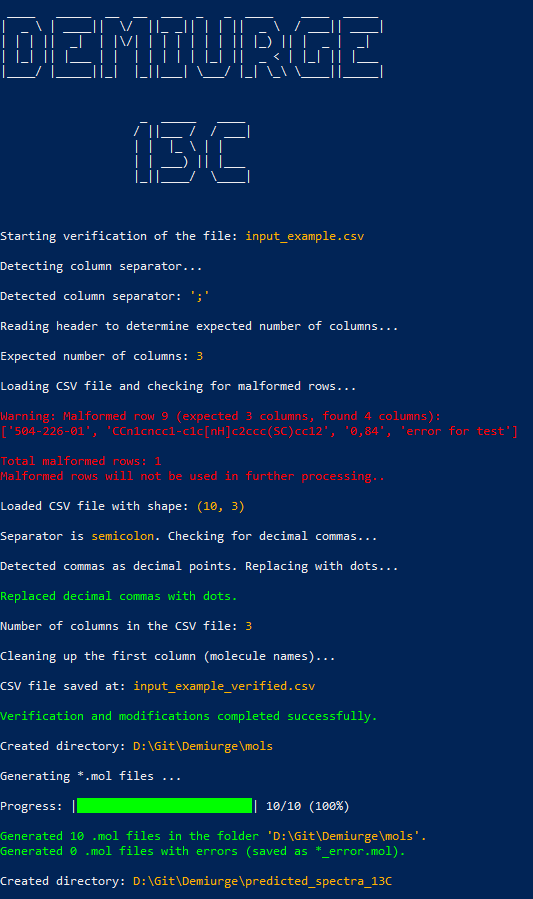 DEMIURGE
13C
Starting verification of the file: input_example.csv
Detecting column separator...
Detected column separator: ';'
Reading header to determine expected number of columns...
Expected number of columns: 3
Loading CSV file and checking for malformed rows...
Warning: Malformed row 9 (expected 3 columns, found 4 columns):
['504-226-01', 'CCn1cncc1-c1c[nH]c2ccc(SC)cc12', '0,84', 'error for test']
Total malformed rows: 1
Malformed rows will not be used in further processing..
Loaded CSV file with shape: (10, 3)
Separator is semicolon. Checking for decimal commas...
Detected commas as decimal points. Replacing with dots...
Replaced decimal commas with dots.
Number of columns in the CSV file: 3
Cleaning up the first column (molecule names)...
CSV file saved at: input_example_verified.csv
Verification and modifications completed successfully.
Created directory: D:\Git\Demiurge\mols
Generating *.mol files ...
Progress: || 10/10 (100%)
Generated 10 .mol files in the folder 'D:\Git\Demiurge\mols'.
Generated 0 .mol files with errors (saved as *_error.mol).
Created directory: D:\Git\Demiurge\predicted_spectra_13C